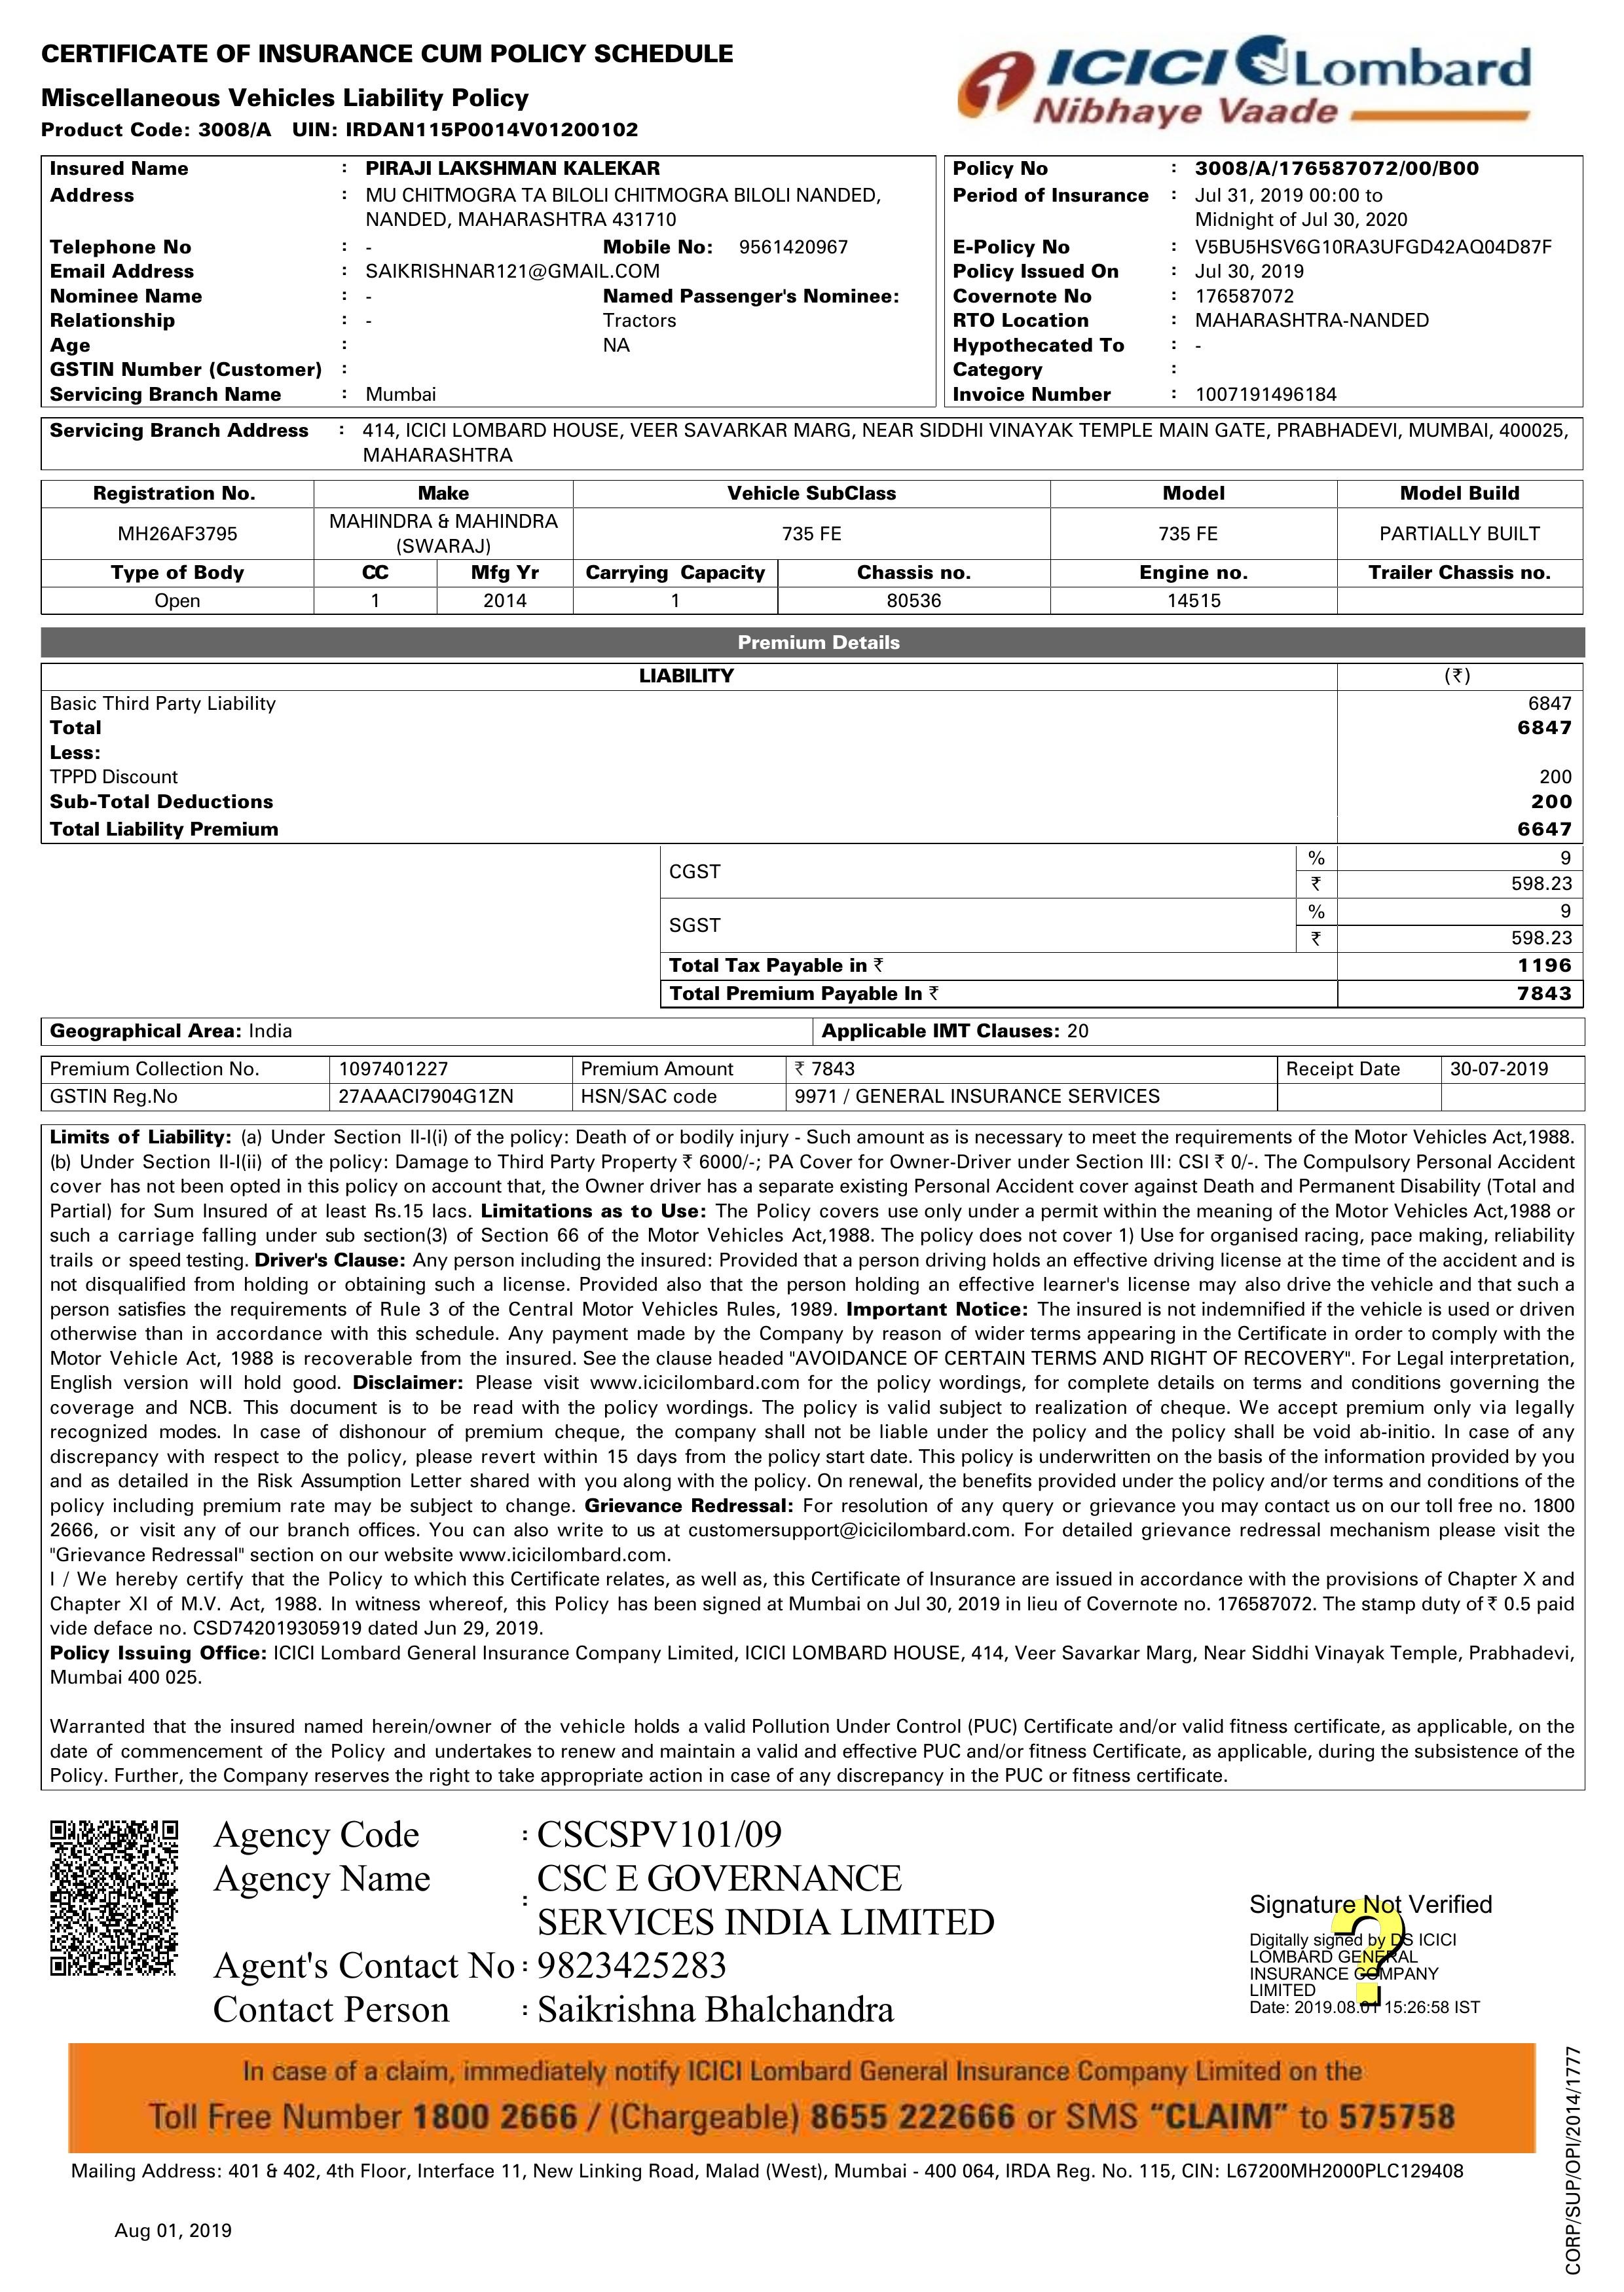 CERTIFICATE OF INSURANCE CUM POLICY SCHEDULE
Miscellaneous Vehicles Liability Policy
Product Code: 3008/A UIN: IRDAN115P0014V01200102
ICICI Lombard
Nibhaye Vaade
Insured Name : PIRAJI LAKSHMAN KALEKAR
Address : MU CHITMOGRA TA BILOLI CHITMOGRA BILOLI NANDED,
NANDED, MAHARASHTRA 431710
Telephone No : - Mobile No: 9561420967
Email Address : SAIKRISHNAR121@GMAIL.COM
Nominee Name : - Named Passenger's Nominee:
Relationship : - Tractors
Age : NA
GSTIN Number (Customer) :
Servicing Branch Name : Mumbai
Policy No : 3008/A/176587072/00/B00
Period of Insurance : Jul 31, 2019 00:00 to
Midnight of Jul 30, 2020
E-Policy No : V5BU5HSV6G10RA3UFGD42AQ04D87F
Policy Issued On : Jul 30, 2019
Covernote No : 176587072
RTO Location : MAHARASHTRA-NANDED
Hypothecated To : -
Category :
Invoice Number : 1007191496184
Servicing Branch Address : 414, ICICI LOMBARD HOUSE, VEER SAVARKAR MARG, NEAR SIDDHI VINAYAK TEMPLE MAIN GATE, PRABHADEVI, MUMBAI, 400025,
MAHARASHTRA
Registration No. Make Vehicle SubClass Model Model Build
MH26AF3795 MAHINDRA & MAHINDRA (SWARAJ) 735 FE 735 FE PARTIALLY BUILT
Type of Body CC Mfg Yr Carrying Capacity Chassis no. Engine no. Trailer Chassis no.
Open 1 2014 1 80536 14515
Premium Details
LIABILITY (₹)
Basic Third Party Liability 6847
Total 6847
Less:
TPPD Discount 200
Sub-Total Deductions 200
Total Liability Premium 6647
CGST % 9
₹ 598.23
SGST % 9
₹ 598.23
Total Tax Payable in ₹ 1196
Total Premium Payable In ₹ 7843
Geographical Area: India Applicable IMT Clauses: 20
Premium Collection No. 1097401227 Premium Amount ₹ 7843 Receipt Date 30-07-2019
GSTIN Reg.No 27AAACI7904G1ZN HSN/SAC code 9971 / GENERAL INSURANCE SERVICES
Limits of Liability: (a) Under Section II-I(i) of the policy: Death of or bodily injury - Such amount as is necessary to meet the requirements of the Motor Vehicles Act,1988.
(b) Under Section II-I(ii) of the policy: Damage to Third Party Property ₹ 6000/-; PA Cover for Owner-Driver under Section III: CSI ₹ 0/-. The Compulsory Personal Accident
cover has not been opted in this policy on account that, the Owner driver has a separate existing Personal Accident cover against Death and Permanent Disability (Total and
Partial) for Sum Insured of at least Rs.15 lacs. Limitations as to Use: The Policy covers use only under a permit within the meaning of the Motor Vehicles Act,1988 or
such a carriage falling under sub section(3) of Section 66 of the Motor Vehicles Act,1988. The policy does not cover 1) Use for organised racing, pace making, reliability
trails or speed testing. Driver's Clause: Any person including the insured: Provided that a person driving holds an effective driving license at the time of the accident and is
not disqualified from holding or obtaining such a license. Provided also that the person holding an effective learner's license may also drive the vehicle and that such a
person satisfies the requirements of Rule 3 of the Central Motor Vehicles Rules, 1989. Important Notice: The insured is not indemnified if the vehicle is used or driven
otherwise than in accordance with this schedule. Any payment made by the Company by reason of wider terms appearing in the Certificate in order to comply with the
Motor Vehicle Act, 1988 is recoverable from the insured. See the clause headed "AVOIDANCE OF CERTAIN TERMS AND RIGHT OF RECOVERY". For Legal interpretation,
English version will hold good. Disclaimer: Please visit www.icicilombard.com for the policy wordings, for complete details on terms and conditions governing the
coverage and NCB. This document is to be read with the policy wordings. The policy is valid subject to realization of cheque. We accept premium only via legally
recognized modes. In case of dishonour of premium cheque, the company shall not be liable under the policy and the policy shall be void ab-initio. In case of any
discrepancy with respect to the policy, please revert within 15 days from the policy start date. This policy is underwritten on the basis of the information provided by you
and as detailed in the Risk Assumption Letter shared with you along with the policy. On renewal, the benefits provided under the policy and/or terms and conditions of the
policy including premium rate may be subject to change. Grievance Redressal: For resolution of any query or grievance you may contact us on our toll free no. 1800
2666, or visit any of our branch offices. You can also write to us at customersupport@icicilombard.com. For detailed grievance redressal mechanism please visit the
"Grievance Redressal" section on our website www.icicilombard.com.
I / We hereby certify that the Policy to which this Certificate relates, as well as, this Certificate of Insurance are issued in accordance with the provisions of Chapter X and
Chapter XI of M.V. Act, 1988. In witness whereof, this Policy has been signed at Mumbai on Jul 30, 2019 in lieu of Covernote no. 176587072. The stamp duty of ₹ 0.5 paid
vide deface no. CSD742019305919 dated Jun 29, 2019.
Policy Issuing Office: ICICI Lombard General Insurance Company Limited, ICICI LOMBARD HOUSE, 414, Veer Savarkar Marg, Near Siddhi Vinayak Temple, Prabhadevi,
Mumbai 400 025.
Warranted that the insured named herein/owner of the vehicle holds a valid Pollution Under Control (PUC) Certificate and/or valid fitness certificate, as applicable, on the
date of commencement of the Policy and undertakes to renew and maintain a valid and effective PUC and/or fitness Certificate, as applicable, during the subsistence of the
Policy. Further, the Company reserves the right to take appropriate action in case of any discrepancy in the PUC or fitness certificate.
Agency Code : CSCSPV101/09
Agency Name : CSC E GOVERNANCE
SERVICES INDIA LIMITED
Agent's Contact No : 9823425283
Contact Person : Saikrishna Bhalchandra
Signature Not Verified
Digitally signed by DS ICICI
LOMBARD GENERAL
INSURANCE COMPANY
LIMITED
Date: 2019.08.01 15:26:58 IST
In case of a claim, immediately notify ICICI Lombard General Insurance Company Limited on the
Toll Free Number 1800 2666 / (Chargeable) 8655 222666 or SMS “CLAIM” to 575758
Mailing Address: 401 & 402, 4th Floor, Interface 11, New Linking Road, Malad (West), Mumbai - 400 064, IRDA Reg. No. 115, CIN: L67200MH2000PLC129408
CORP/SUP/OPI/2014/1777
Aug 01, 2019